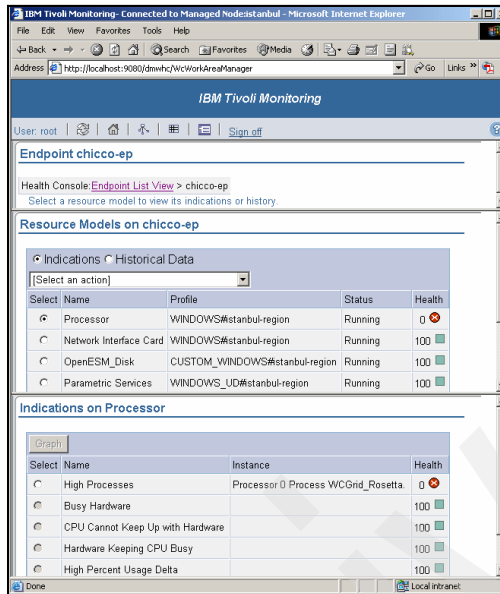 IBM Tivoli Monitoring- Connected to Managed Node:istanbul - Microsoft Internet Explorer
File Edit View Favorites Tools Help
Back Search Favorites Media
Address http://localhost:9080/dmwhc/WcWorkAreaManager Go Links »
IBM Tivoli Monitoring
User: root Sign off
Endpoint chicco-ep
Health Console:Endpoint List View > chicco-ep
Select a resource model to view its indications or history.
Resource Models on chicco-ep
Indications Historical Data
[Select an action]
Select Name Profile Status Health
Processor WINDOWS#istanbul-region Running 0
Network Interface Card WINDOWS#istanbul-region Running 100
OpenESM_Disk CUSTOM_WINDOWS#istanbul-region Running 100
Parametric Services WINDOWS_UD#istanbul-region Running 100
Indications on Processor
Graph
Select Name Instance Health
High Processes Processor 0 Process WCGrid_Rosetta. 0
Busy Hardware 100
CPU Cannot Keep Up with Hardware 100
Hardware Keeping CPU Busy 100
High Percent Usage Delta 100
Done Local intranet